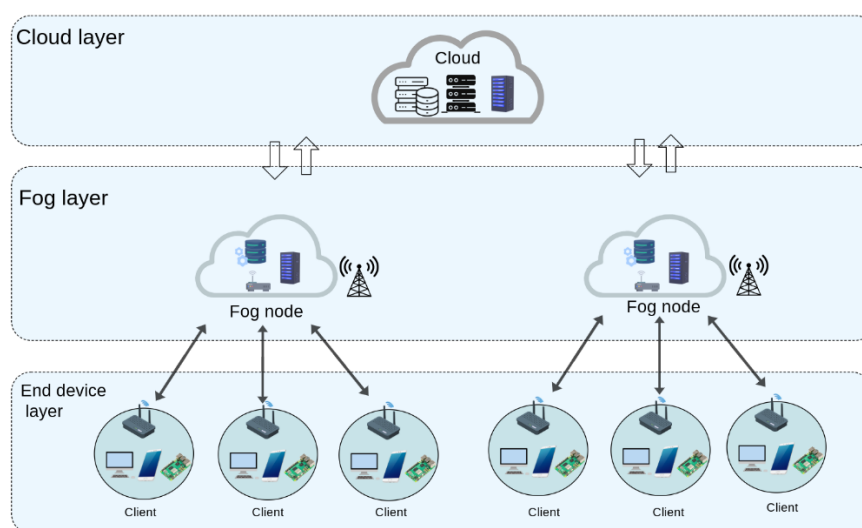 Cloud layer
Cloud
Fog layer
Fog node
Fog node
End device
layer
Client
Client
Client
Client
Client
Client